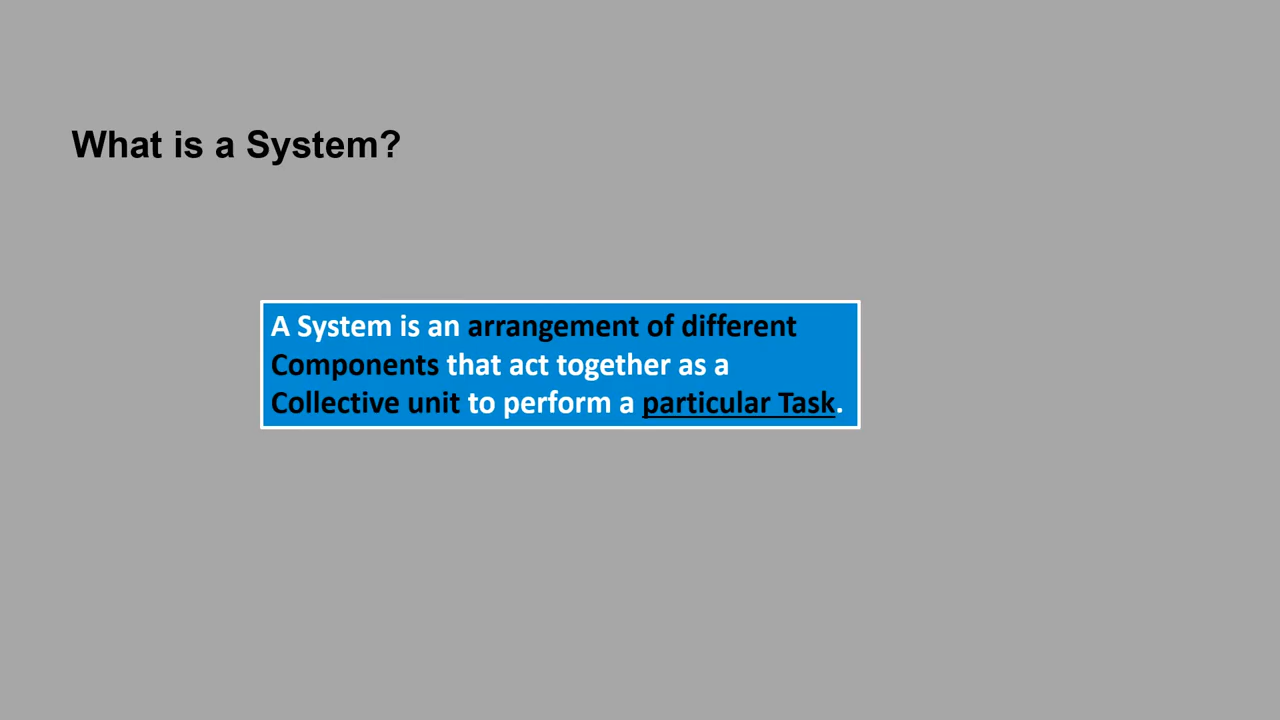 What is a System?
A System is an arrangement of different
Components that act together as a
Collective unit to perform a particular Task.